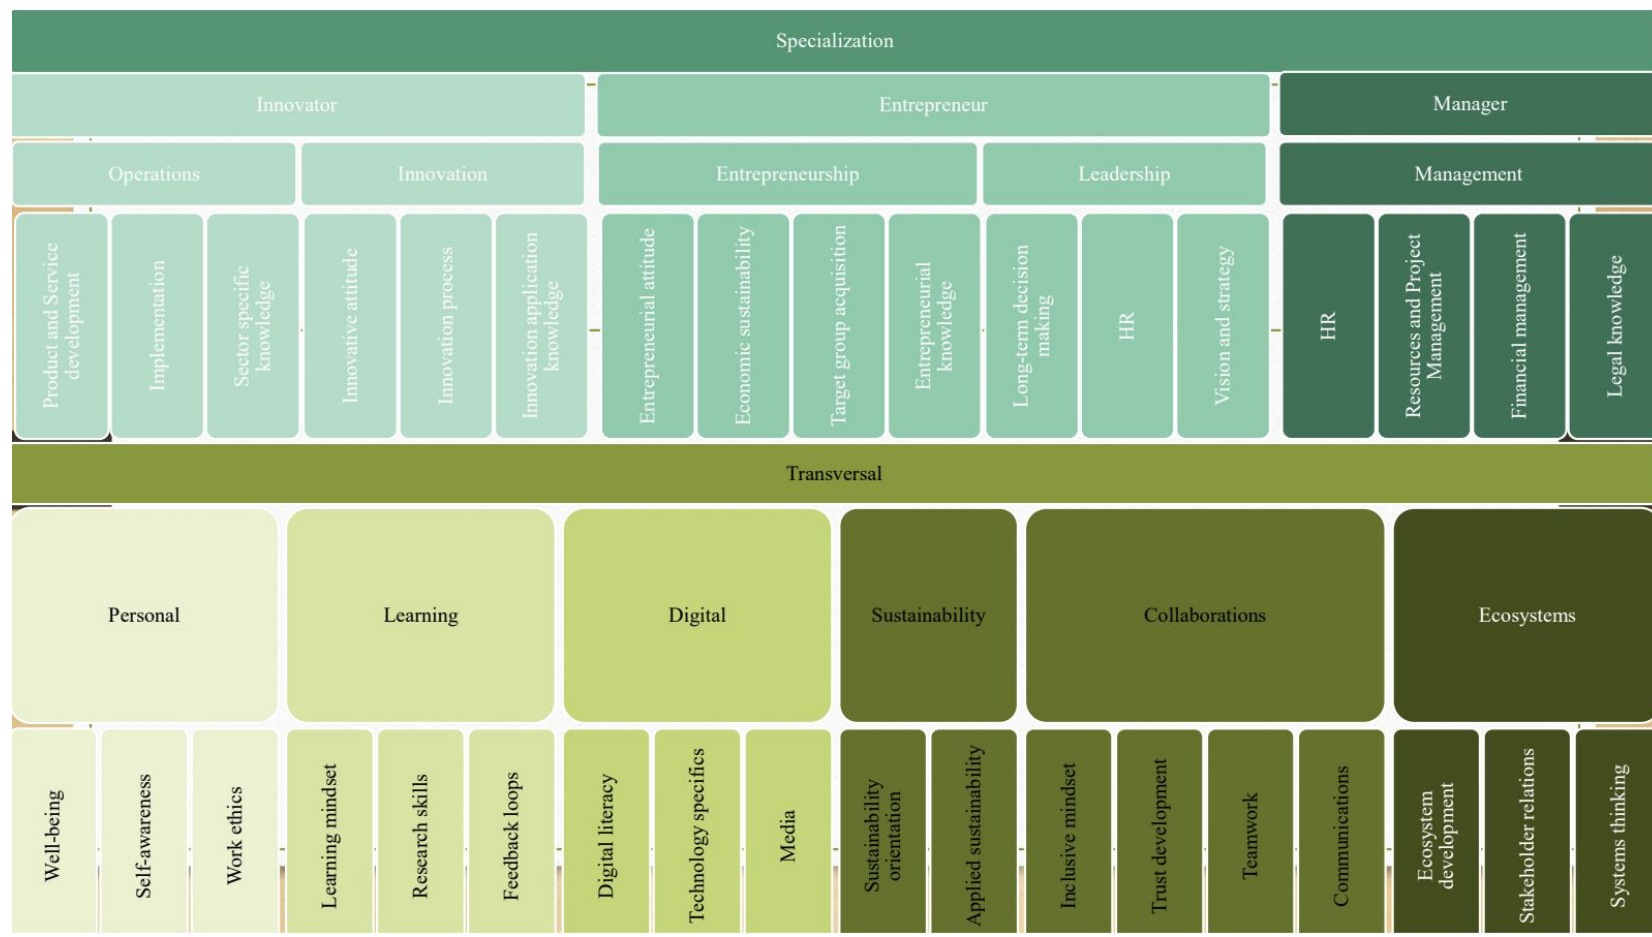 Specialization
Innovator
Entrepreneur
Manager
Operations
Innovation
Entrepreneurship
Leadership
Management
Product and Service
development
Implementation
Sector specific
knowledge
Innovative attitude
Innovation process
Innovation application
knowledge
Entrepreneurial attitude
Economic sustainability
Target group acquisition
Entrepreneurial
knowledge
Long-term decision
making
HR
Vision and strategy
HR
Resources and Project
Management
Financial management
Legal knowledge
Transversal
Personal
Learning
Digital
Sustainability
Collaborations
Ecosystems
Well-being
Self-awareness
Work ethics
Learning mindset
Research skills
Feedback loops
Digital literacy
Technology specifics
Media
Sustainability
orientation
Applied sustainability
Inclusive mindset
Trust development
Teamwork
Communications
Ecosystem
development
Stakeholder relations
Systems thinking